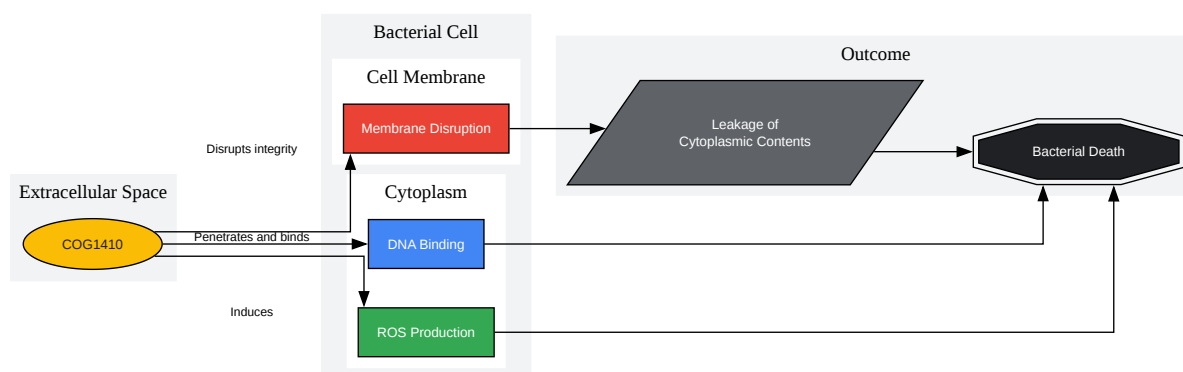 Bacterial Cell
Outcome
Cell Membrane
Membrane Disruption
Leakage of
Cytoplasmic Contents
Bacterial Death
Disrupts integrity
Extracellular Space
Cytoplasm
COG1410
Penetrates and binds
DNA Binding
Induces
ROS Production